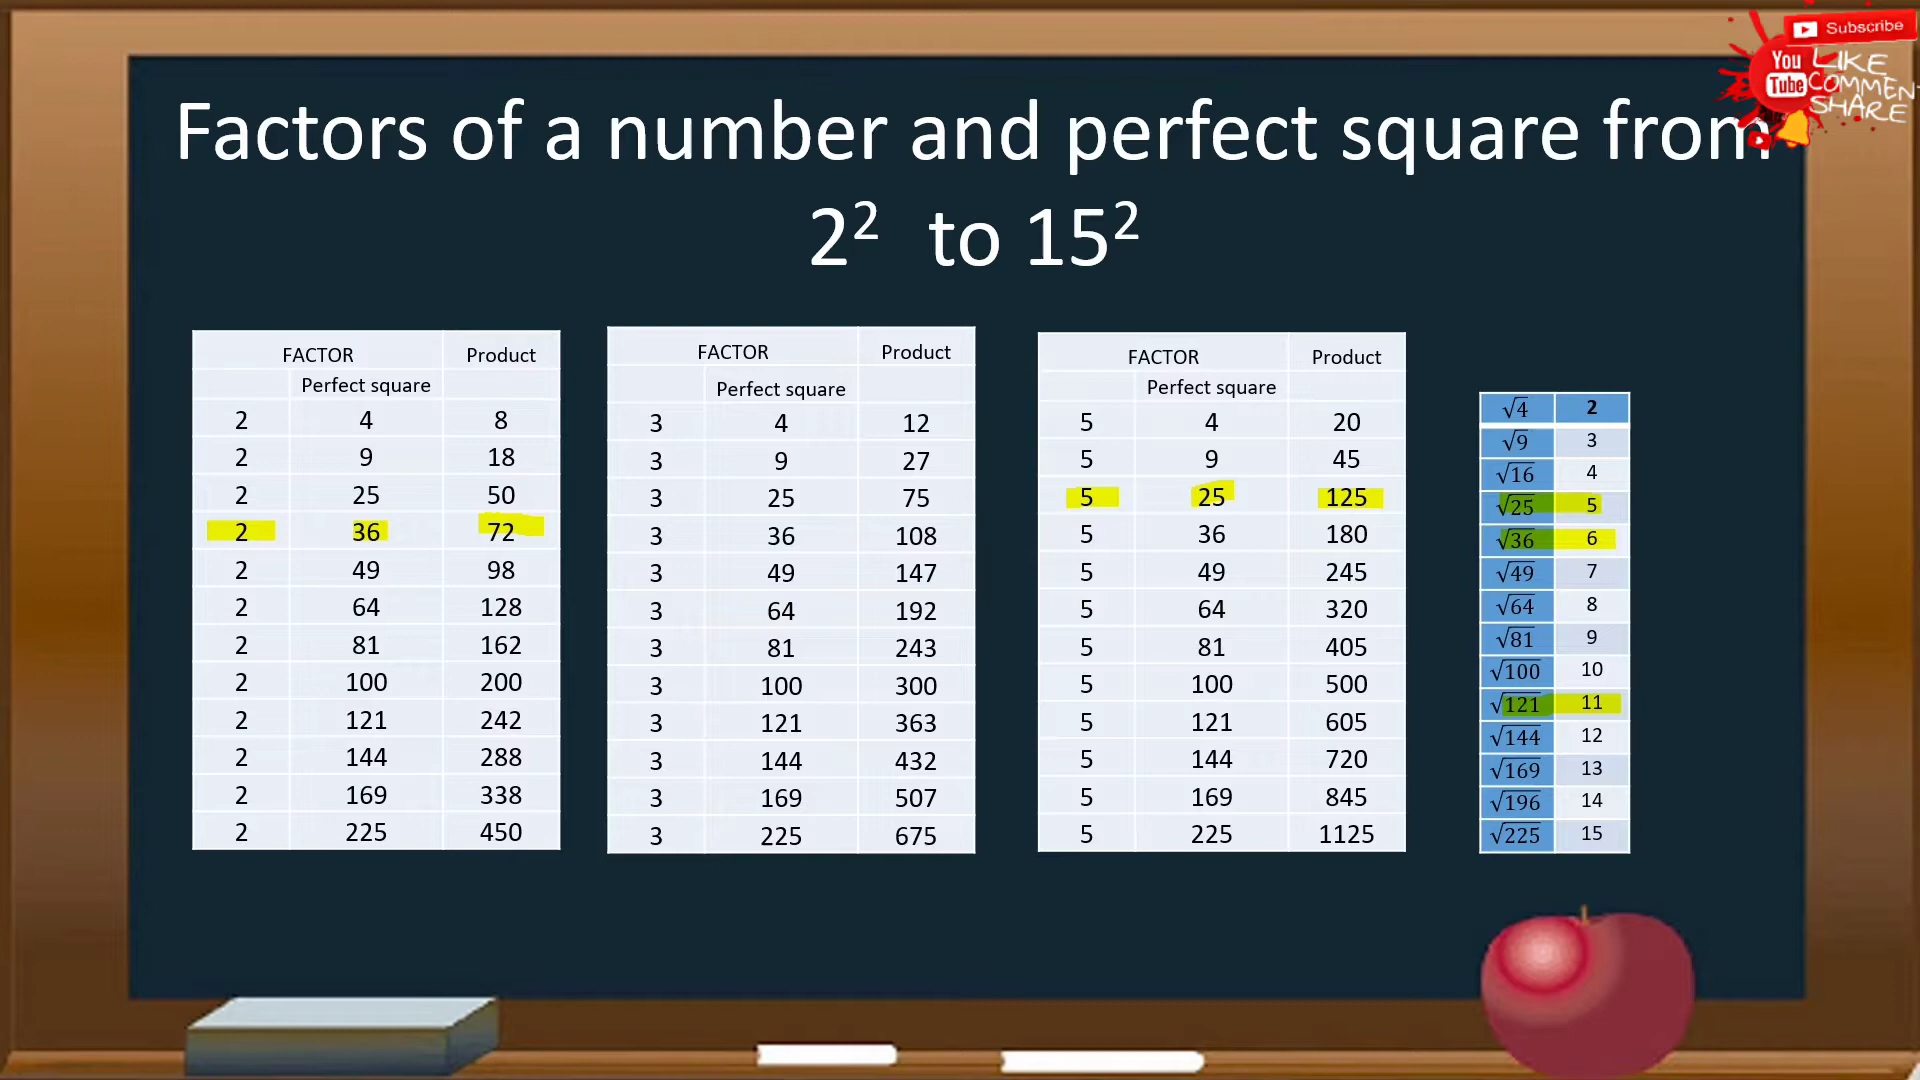 Subscribe
You
Tube
LIKE
COMMENT
SHARE
Factors of a number and perfect square from
2² to 15²
FACTOR Product
Perfect square
2 4 8
2 9 18
2 25 50
2 36 72
2 49 98
2 64 128
2 81 162
2 100 200
2 121 242
2 144 288
2 169 338
2 225 450
FACTOR Product
Perfect square
3 4 12
3 9 27
3 25 75
3 36 108
3 49 147
3 64 192
3 81 243
3 100 300
3 121 363
3 144 432
3 169 507
3 225 675
FACTOR Product
Perfect square
5 4 20
5 9 45
5 25 125
5 36 180
5 49 245
5 64 320
5 81 405
5 100 500
5 121 605
5 144 720
5 169 845
5 225 1125
√4 2
√9 3
√16 4
√25 5
√36 6
√49 7
√64 8
√81 9
√100 10
√121 11
√144 12
√169 13
√196 14
√225 15